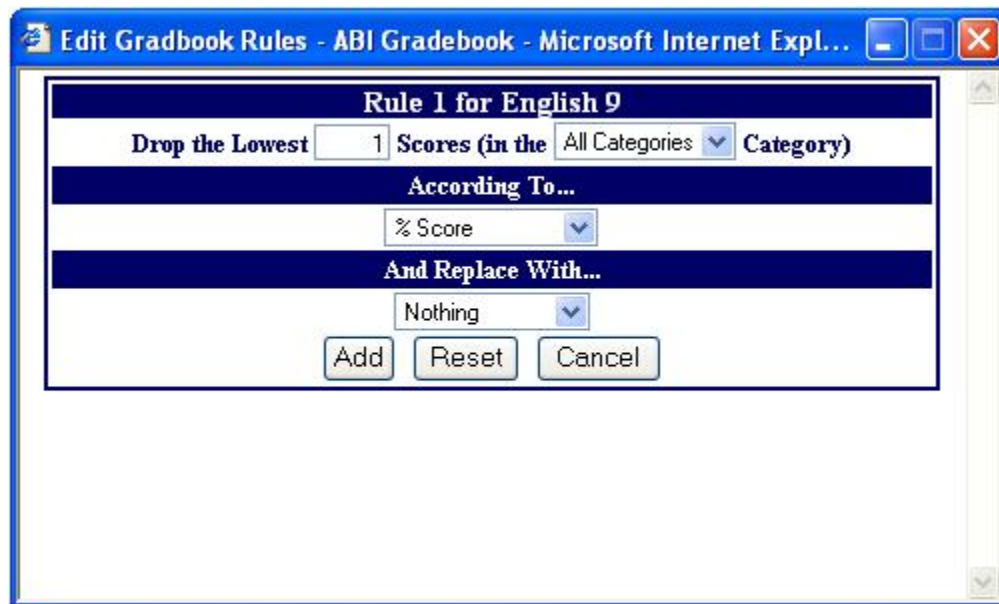 Edit Gradbook Rules - ABI Gradebook - Microsoft Internet Expl...
Rule 1 for English 9
Drop the Lowest 1 Scores (in the All Categories Category)
According To...
% Score
And Replace With...
Nothing
Add Reset Cancel